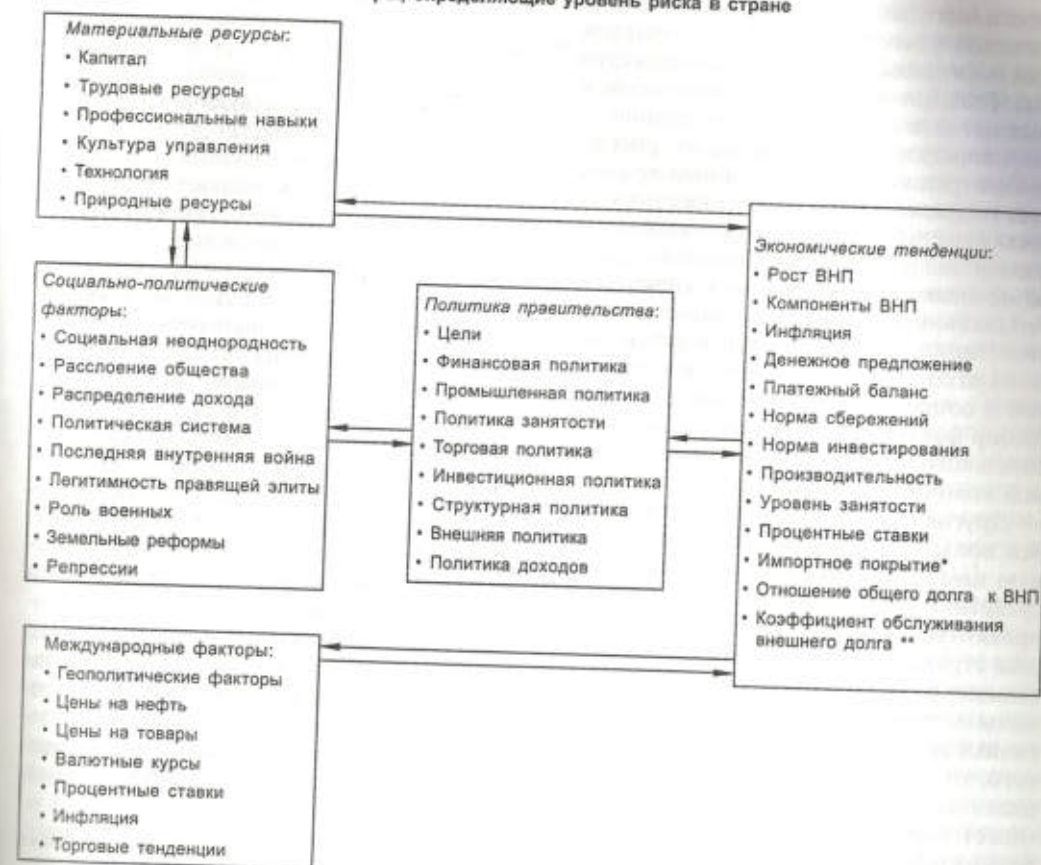 определяющие уровень риска в стране
Материальные ресурсы:
• Капитал
• Трудовые ресурсы
• Профессиональные навыки
• Культура управления
• Технология
• Природные ресурсы
Социально-политические
факторы:
• Социальная неоднородность
• Расслоение общества
• Распределение дохода
• Политическая система
• Последняя внутренняя война
• Легитимность правящей элиты
• Роль военных
• Земельные реформы
• Репрессии
Политика правительства:
• Цели
• Финансовая политика
• Промышленная политика
• Политика занятости
• Торговая политика
• Инвестиционная политика
• Структурная политика
• Внешняя политика
• Политика доходов
Экономические тенденции:
• Рост ВНП
• Компоненты ВНП
• Инфляция
• Денежное предложение
• Платежный баланс
• Норма сбережений
• Норма инвестирования
• Производительность
• Уровень занятости
• Процентные ставки
• Импортное покрытие*
• Отношение общего долга к ВНП
• Коэффициент обслуживания
внешнего долга **
Международные факторы:
• Геополитические факторы
• Цены на нефть
• Цены на товары
• Валютные курсы
• Процентные ставки
• Инфляция
• Торговые тенденции